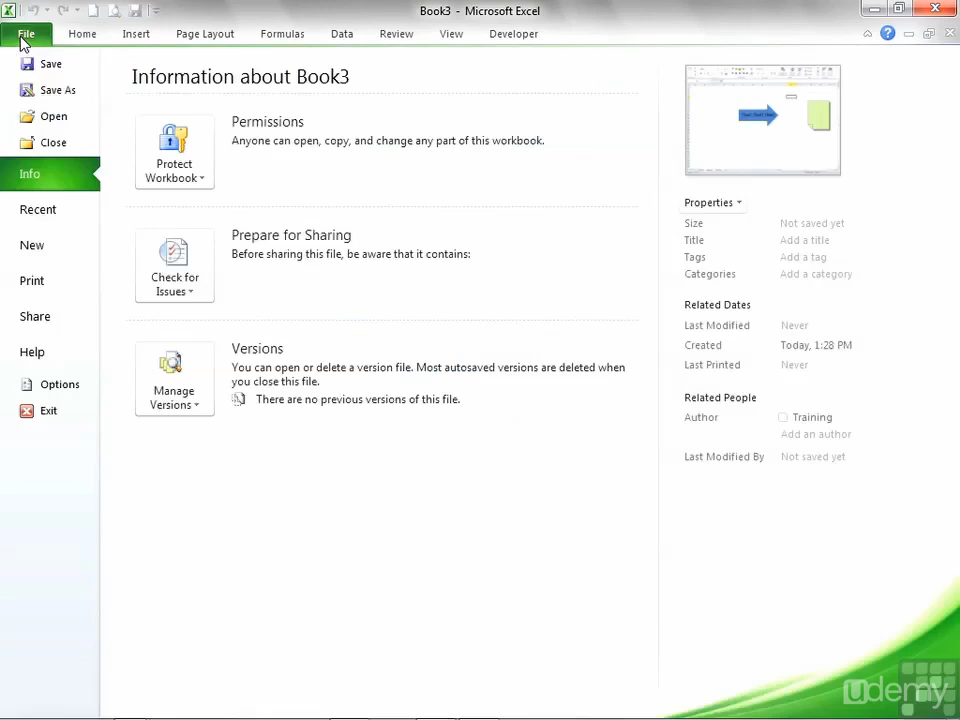 Book3 - Microsoft Excel
File Home Insert Page Layout Formulas Data Review View Developer
Save
Save As
Open
Close
Info
Recent
New
Print
Share
Help
Options
Exit
Information about Book3
Protect
Workbook
Permissions
Anyone can open, copy, and change any part of this workbook.
Check for
Issues
Prepare for Sharing
Before sharing this file, be aware that it contains:
Manage
Versions
Versions
You can open or delete a version file. Most autosaved versions are deleted when
you close this file.
There are no previous versions of this file.
Properties
Size Not saved yet
Title Add a title
Tags Add a tag
Categories Add a category
Related Dates
Last Modified Never
Created Today, 1:28 PM
Last Printed Never
Related People
Author Training
Add an author
Last Modified By Not saved yet
udemy